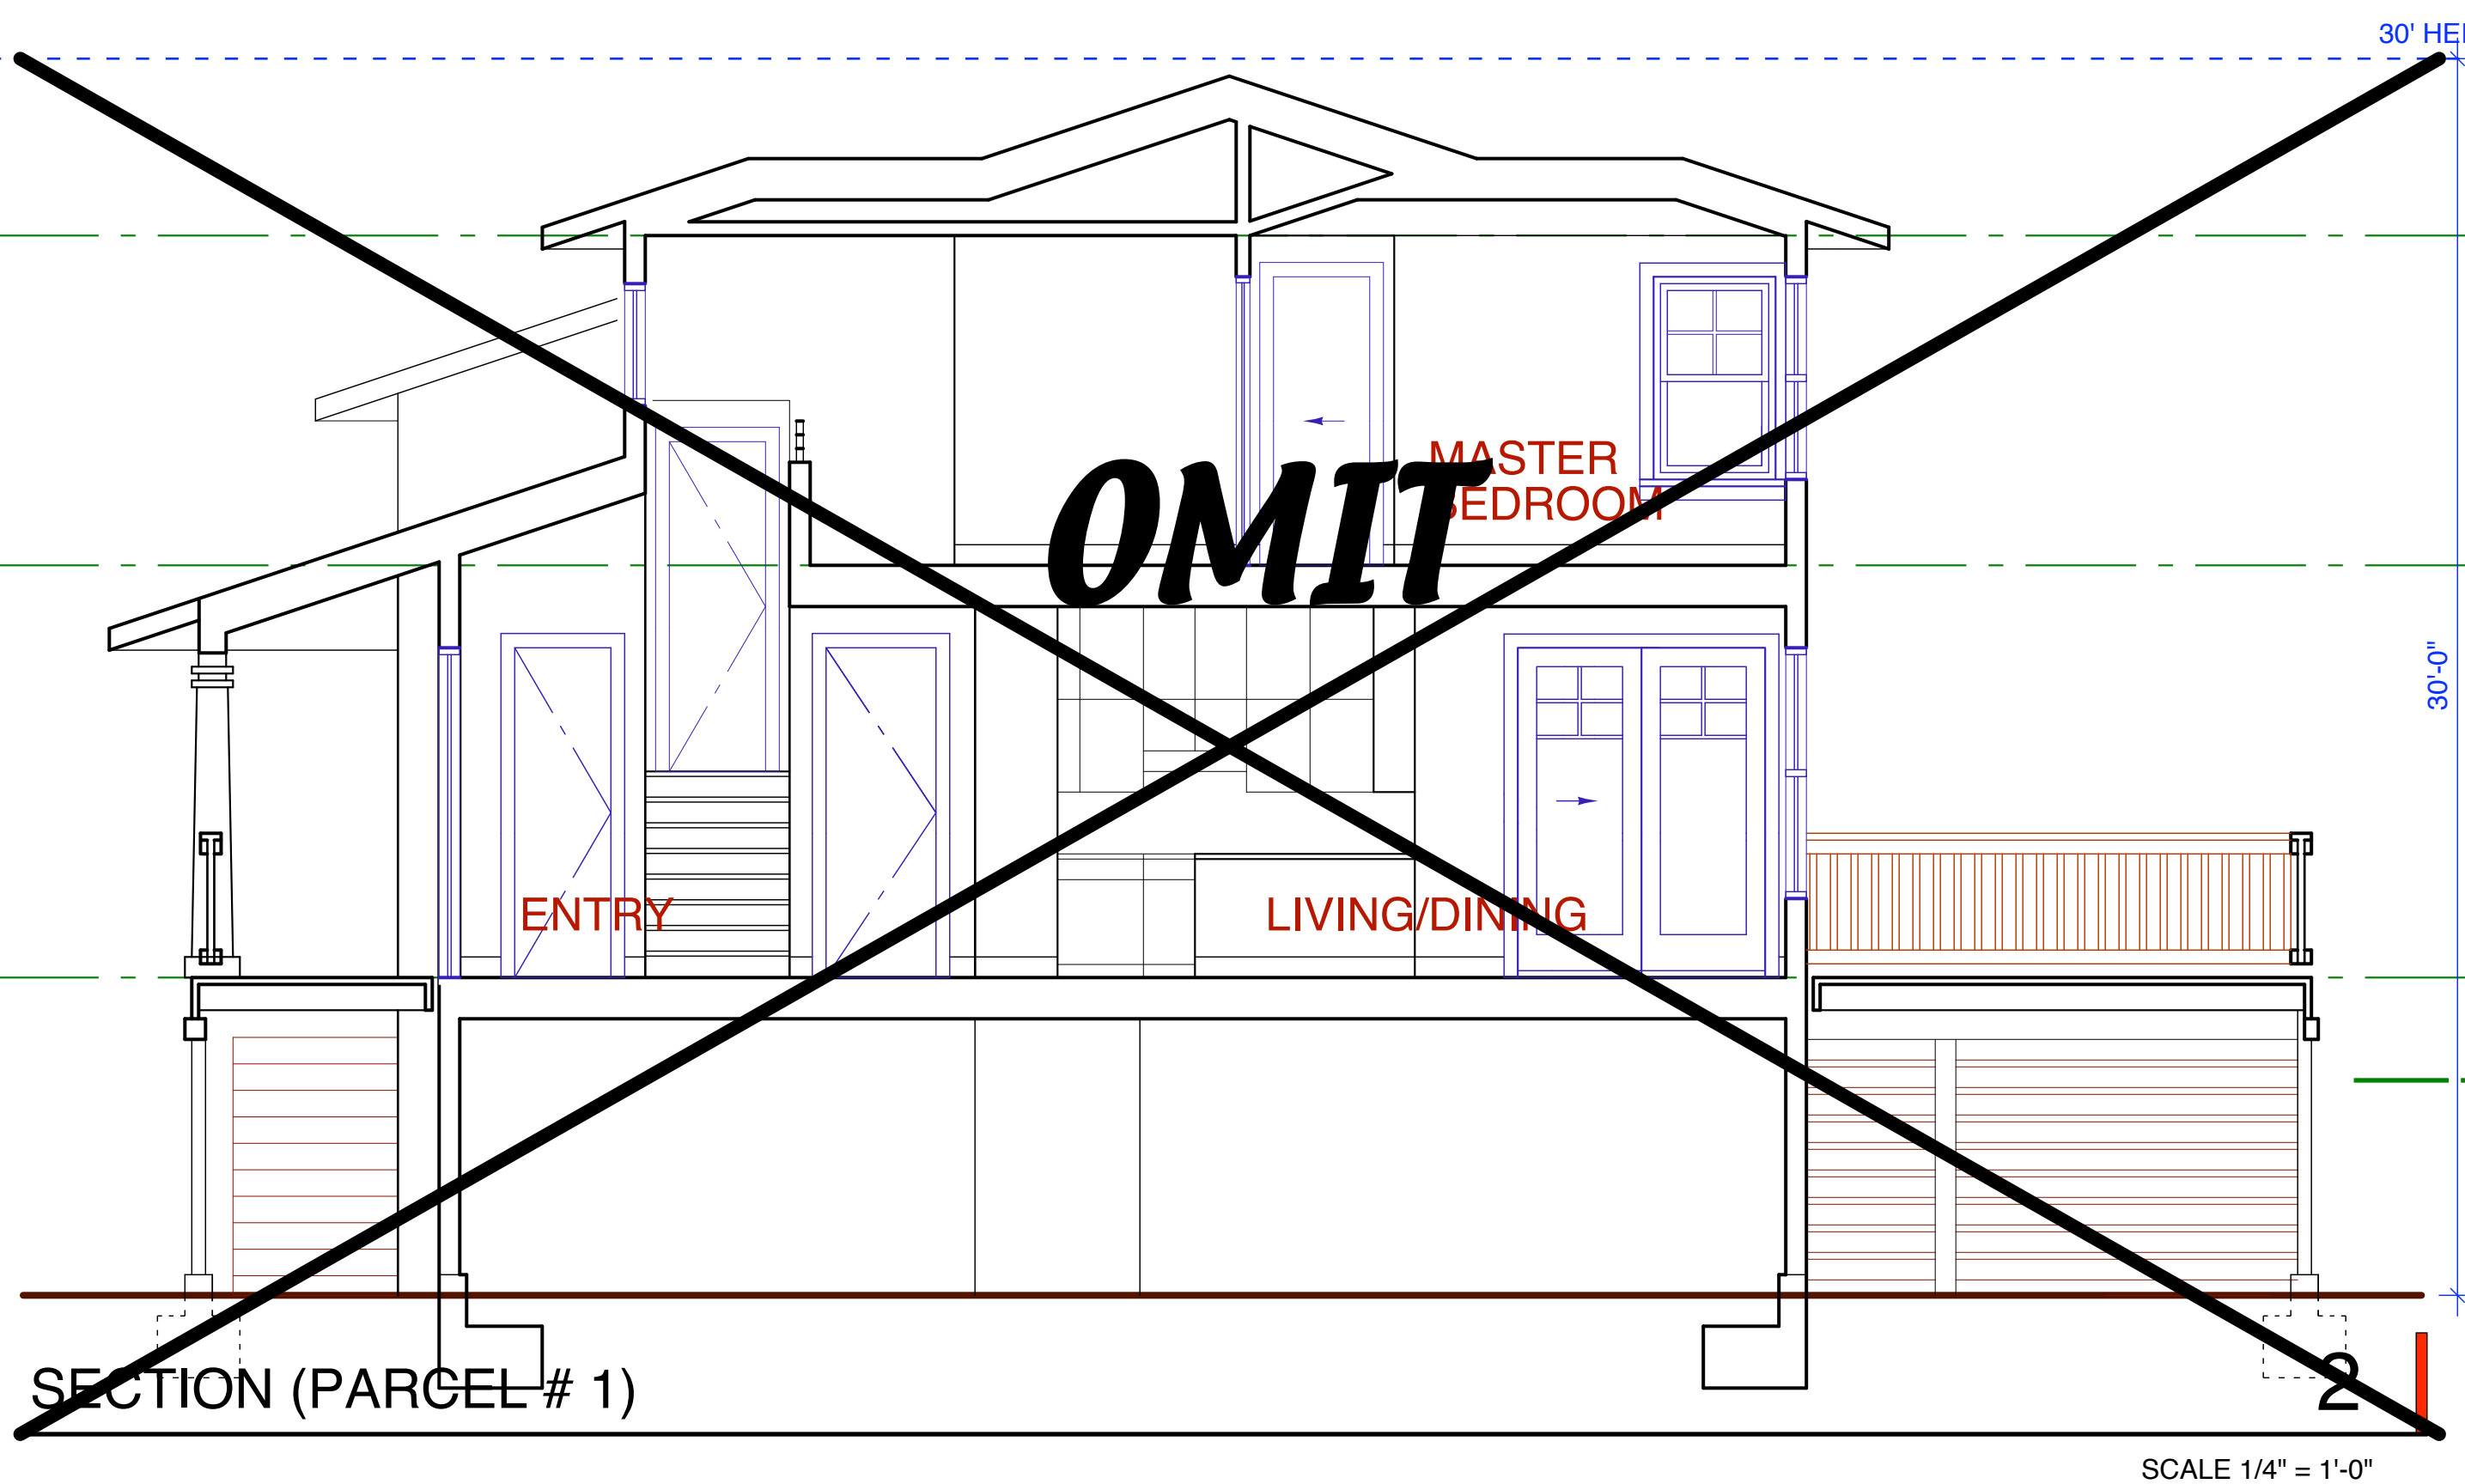 30' HEI
OMIT
MASTER
BEDROOM
30'-0"
ENTRY
LIVING/DINING
SECTION (PARCEL # 1)
2
SCALE 1/4" = 1'-0"